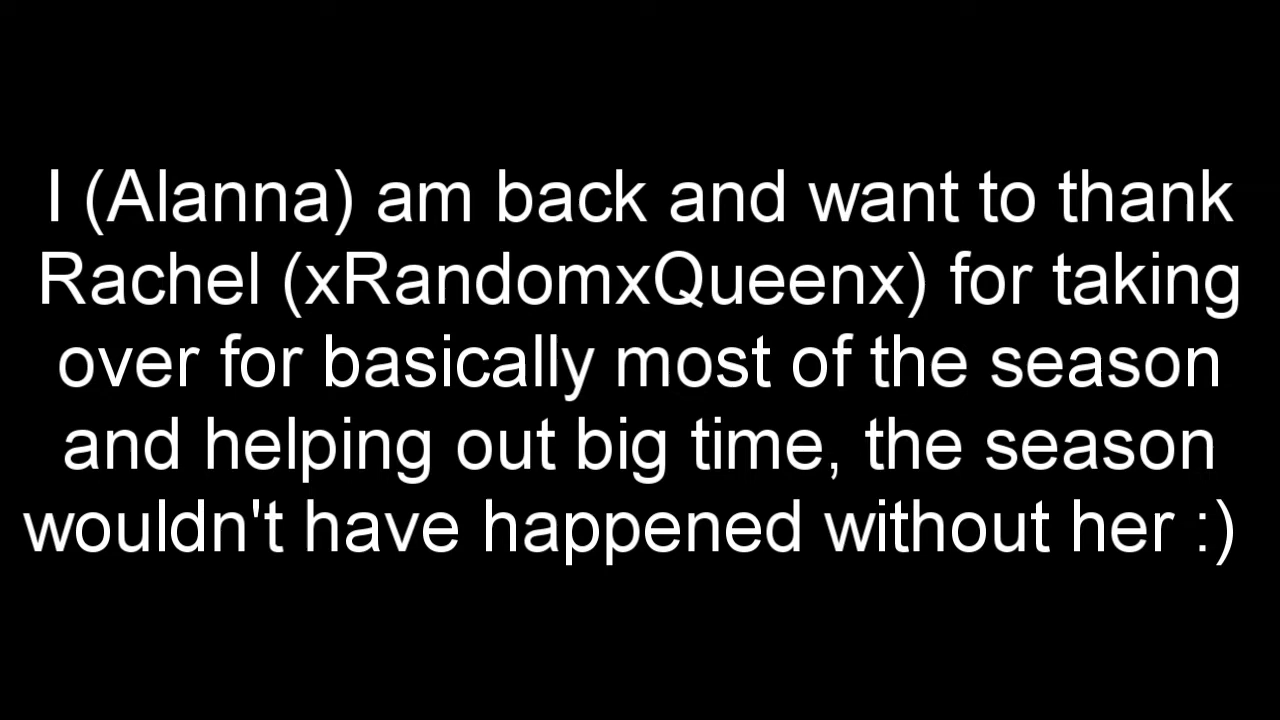 I (Alanna) am back and want to thank
Rachel (xRandomxQueenx) for taking
over for basically most of the season
and helping out big time, the season
wouldn't have happened without her :)